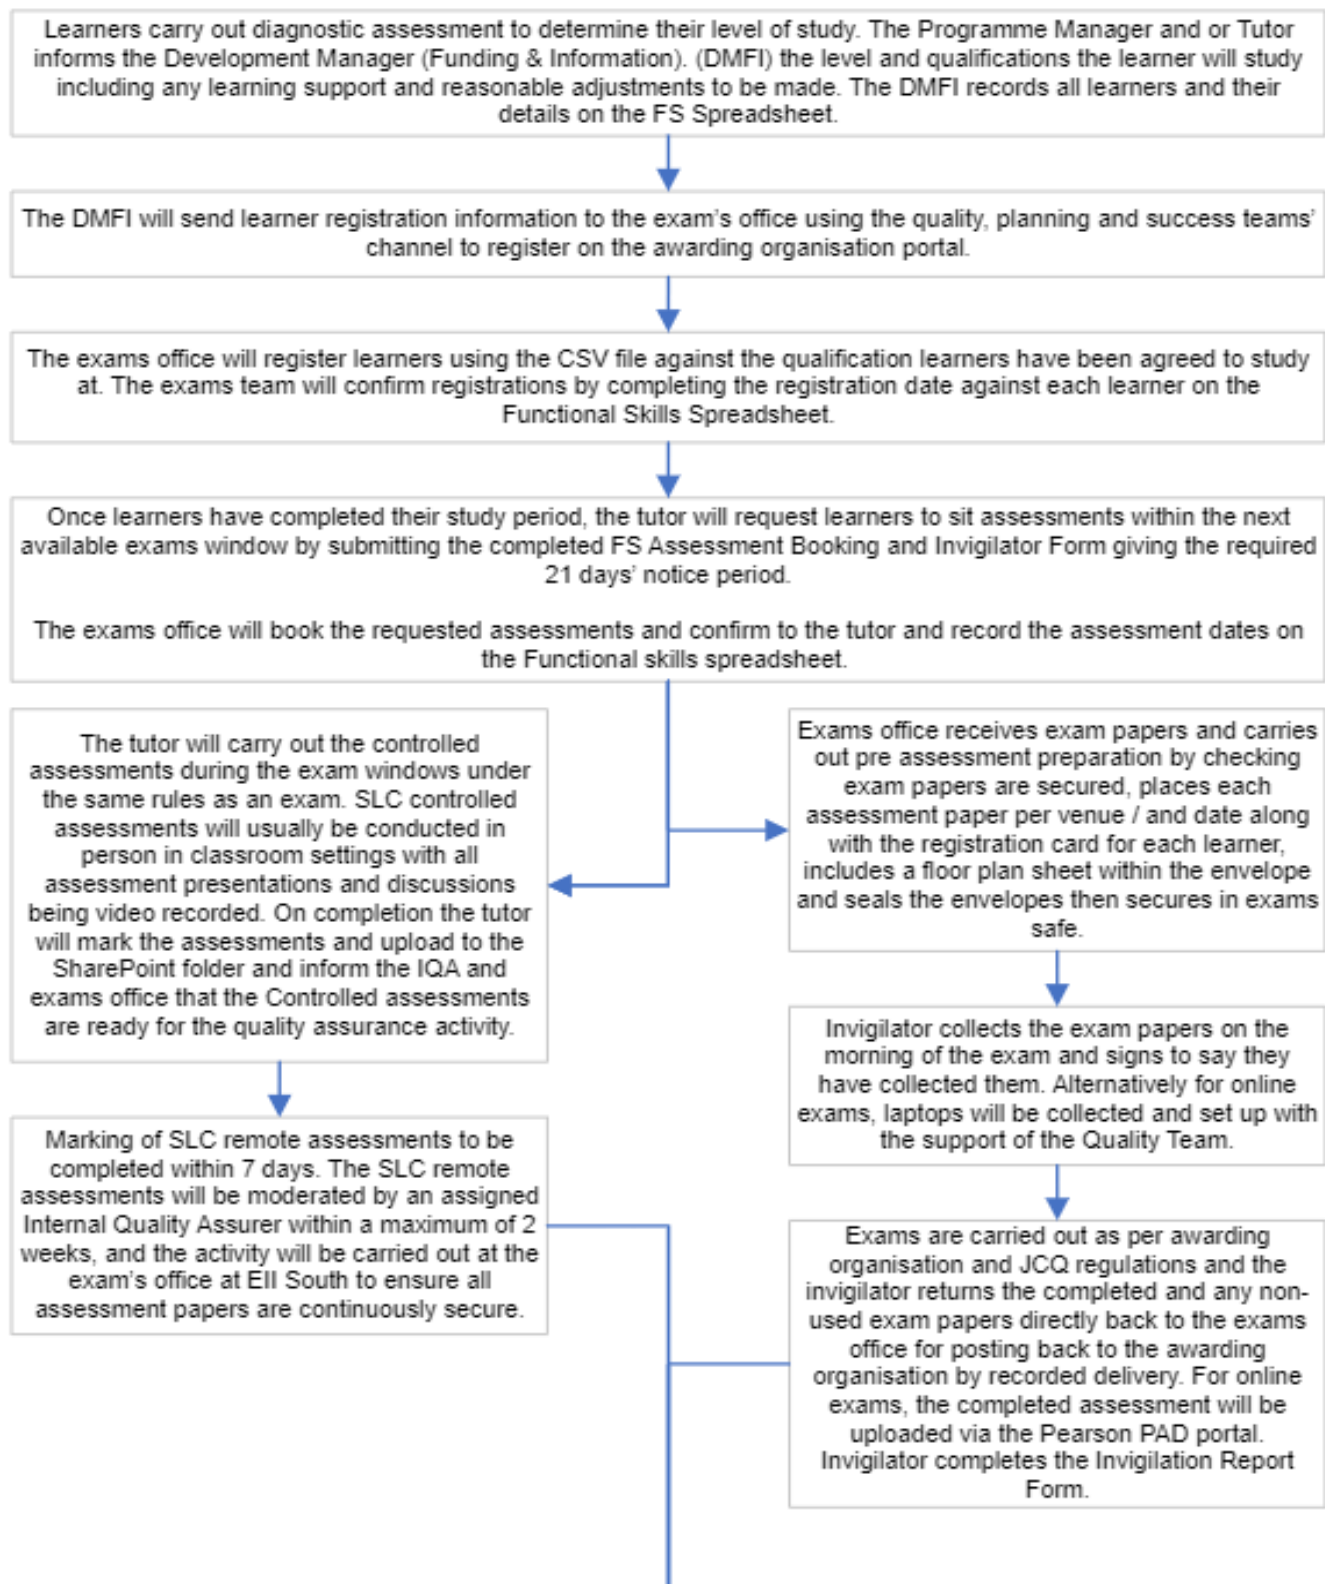 Learners carry out diagnostic assessment to determine their level of study. The Programme Manager and or Tutor
informs the Development Manager (Funding & Information). (DMFI) the level and qualifications the learner will study
including any learning support and reasonable adjustments to be made. The DMFI records all learners and their
details on the FS Spreadsheet.
The DMFI will send learner registration information to the exam's office using the quality, planning and success teams'
channel to register on the awarding organisation portal.
The exams office will register learners using the CSV file against the qualification learners have been agreed to study
at. The exams team will confirm registrations by completing the registration date against each learner on the
Functional Skills Spreadsheet.
Once learners have completed their study period, the tutor will request learners to sit assessments within the next
available exams window by submitting the completed FS Assessment Booking and Invigilator Form giving the required
21 days' notice period.
The exams office will book the requested assessments and confirm to the tutor and record the assessment dates on
the Functional skills spreadsheet.
The tutor will carry out the controlled
assessments during the exam windows under
the same rules as an exam. SLC controlled
assessments will usually be conducted in
person in classroom settings with all
assessment presentations and discussions
being video recorded. On completion the tutor
will mark the assessments and upload to the
SharePoint folder and inform the IQA and
exams office that the Controlled assessments
are ready for the quality assurance activity.
Marking of SLC remote assessments to be
completed within 7 days. The SLC remote
assessments will be moderated by an assigned
Internal Quality Assurer within a maximum of 2
weeks, and the activity will be carried out at the
exam's office at EII South to ensure all
assessment papers are continuously secure.
Exams office receives exam papers and carries
out pre assessment preparation by checking
exam papers are secured, places each
assessment paper per venue / and date along
with the registration card for each learner,
includes a floor plan sheet within the envelope
and seals the envelopes then secures in exams
safe.
Invigilator collects the exam papers on the
morning of the exam and signs to say they
have collected them. Alternatively for online
exams, laptops will be collected and set up with
the support of the Quality Team.
Exams are carried out as per awarding
organisation and JCQ regulations and the
invigilator returns the completed and any non-
used exam papers directly back to the exams
office for posting back to the awarding
organisation by recorded delivery. For online
exams, the completed assessment will be
uploaded via the Pearson PAD portal.
Invigilator completes the Invigilation Report
Form.